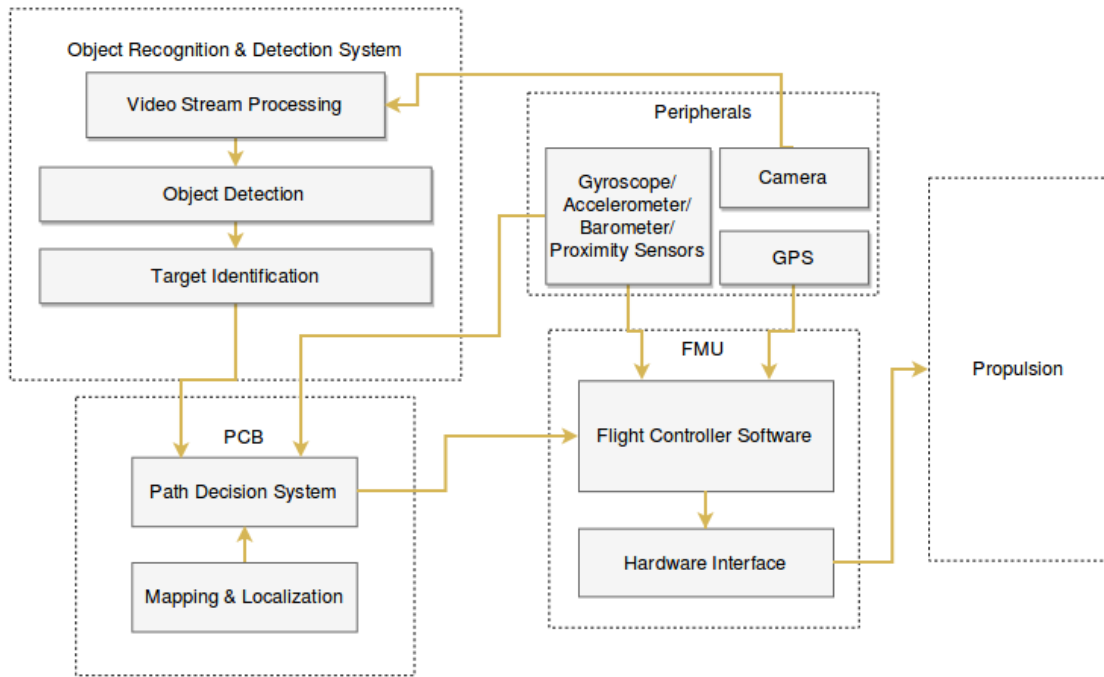 Object Recognition & Detection System
Video Stream Processing
Object Detection
Target Identification
Peripherals
Gyroscope/
Accelerometer/
Barometer/
Proximity Sensors
Camera
GPS
FMU
Flight Controller Software
Hardware Interface
Propulsion
PCB
Path Decision System
Mapping & Localization